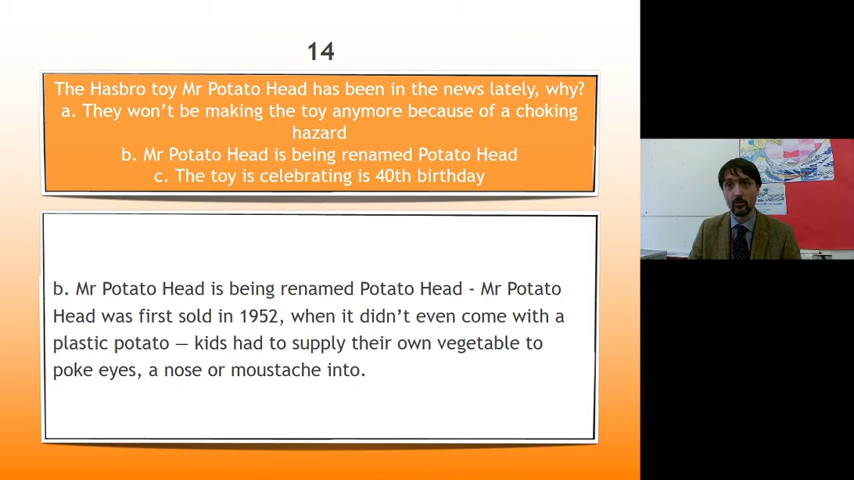 14
The Hasbro toy Mr Potato Head has been in the news lately, why?
a. They won't be making the toy anymore because of a choking
hazard
b. Mr Potato Head is being renamed Potato Head
c. The toy is celebrating is 40th birthday
b. Mr Potato Head is being renamed Potato Head - Mr Potato
Head was first sold in 1952, when it didn't even come with a
plastic potato — kids had to supply their own vegetable to
poke eyes, a nose or moustache into.